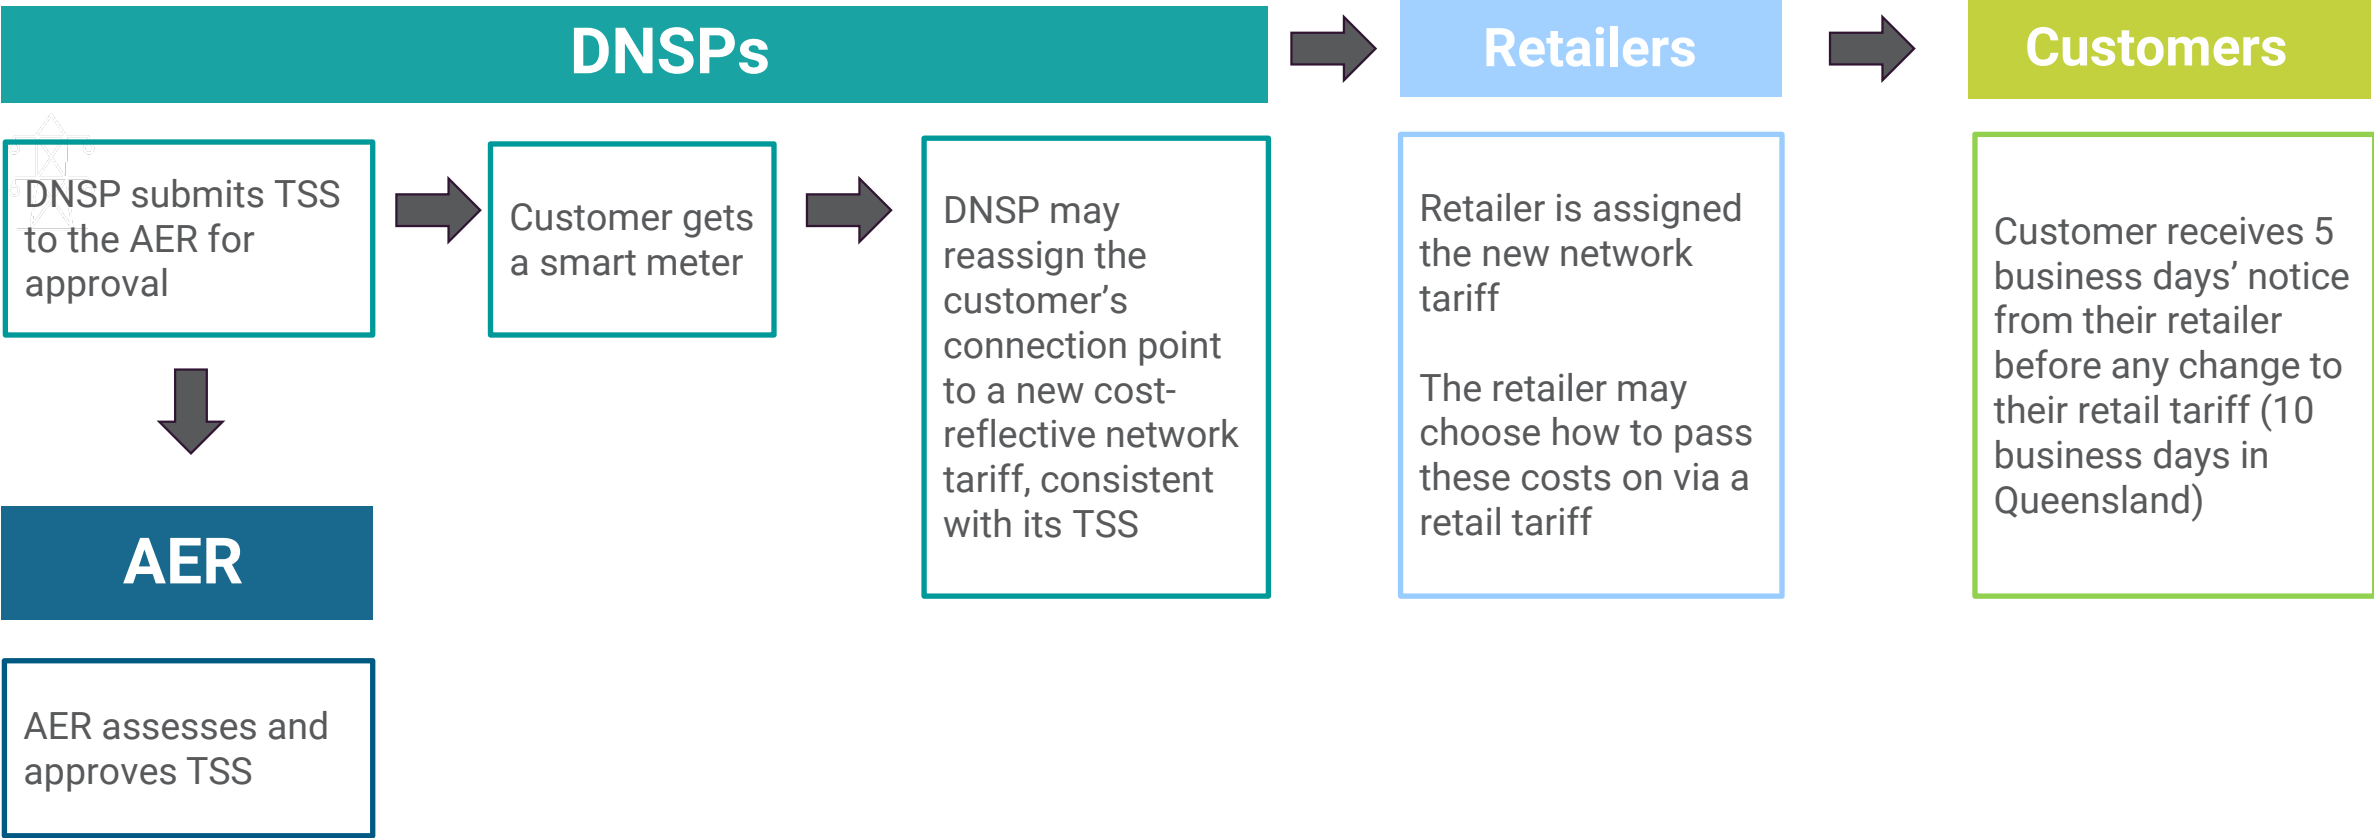 DNSPs
Retailers
Customers
DNSP submits TSS
to the AER for
approval
Customer gets
a smart meter
DNSP may
reassign the
customer’s
connection point
to a new cost-
reflective network
tariff, consistent
with its TSS
Retailer is assigned
the new network
tariff
The retailer may
choose how to pass
these costs on via a
retail tariff
Customer receives 5
business days’ notice
from their retailer
before any change to
their retail tariff (10
business days in
Queensland)
AER
AER assesses and
approves TSS